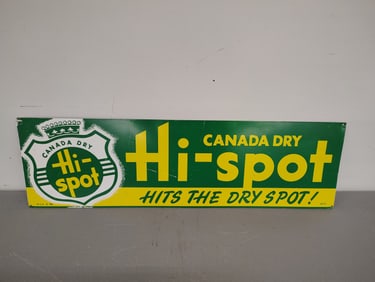 CANADA DRY
Hi-
spot
CANADA DRY
Hi-spot
HITS THE DRY SPOT!